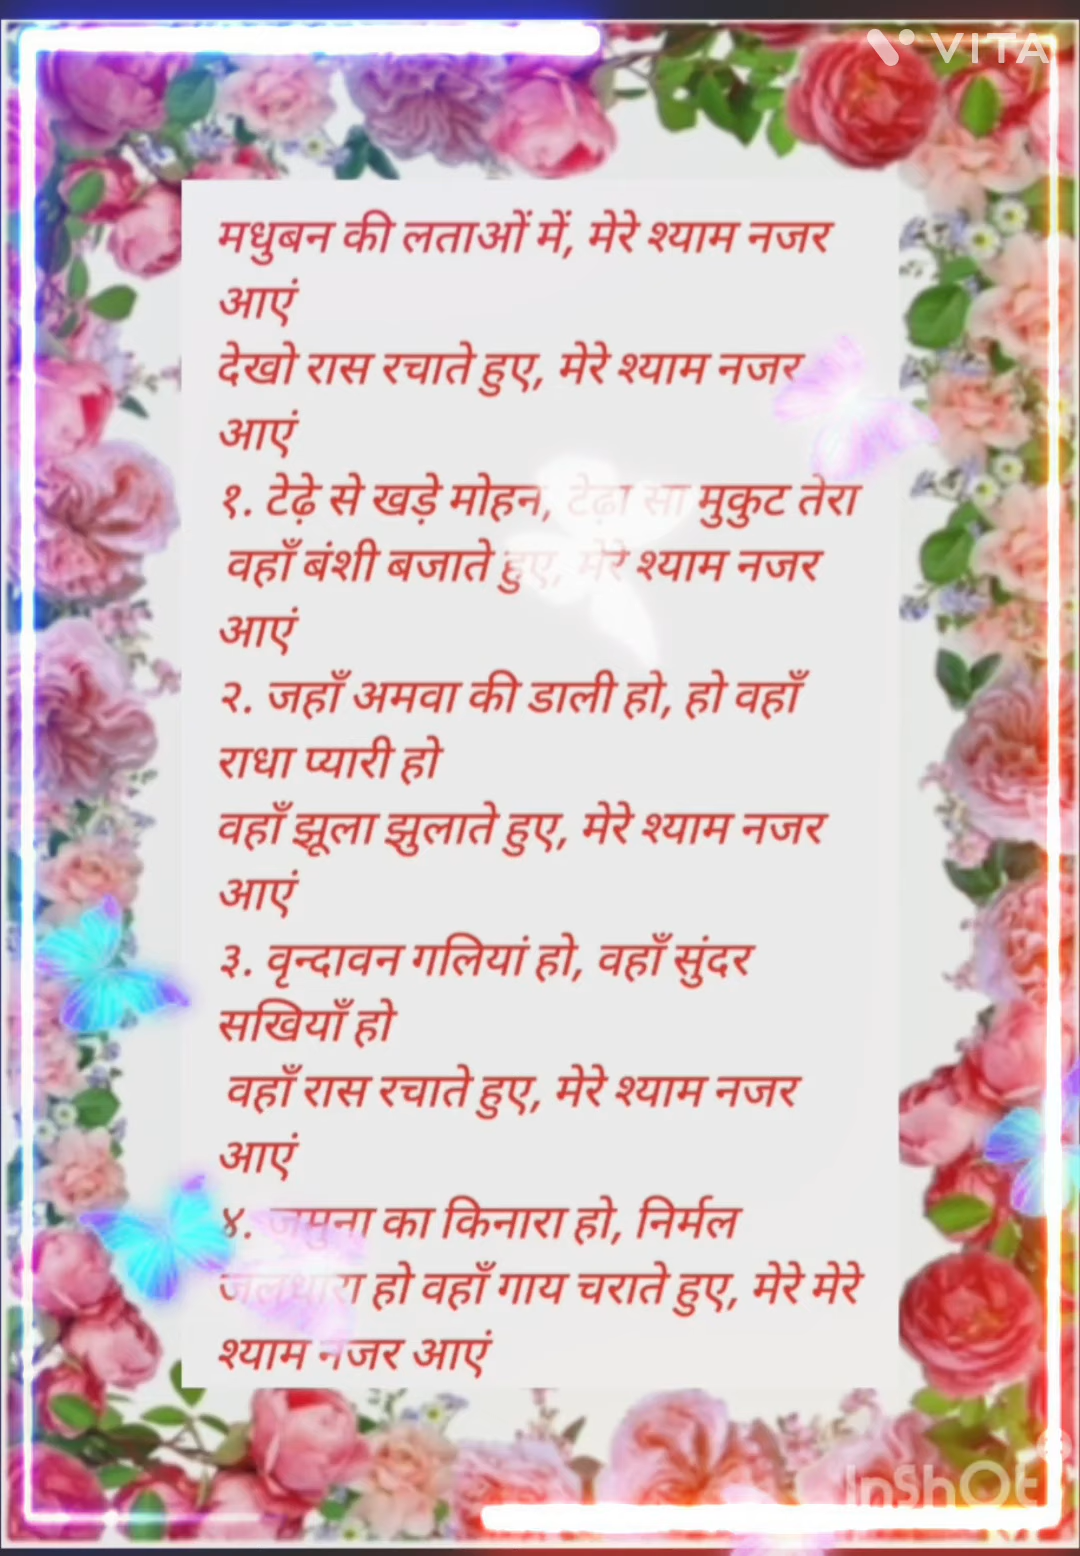 VITA
मधुबन की लताओं में, मेरे श्याम नजर
आएं
देखो रास रचाते हुए, मेरे श्याम नजर
आएं
१. टेढ़े से खड़े मोहन, टेढ़ा सा मुकुट तेरा
वहाँ बंशी बजाते हुए, मेरे श्याम नजर
आएं
२. जहाँ अमवा की डाली हो, हो वहाँ
राधा प्यारी हो
वहाँ झूला झुलाते हुए, मेरे श्याम नजर
आएं
३. वृन्दावन गलियां हो, वहाँ सुंदर
सखियाँ हो
वहाँ रास रचाते हुए, मेरे श्याम नजर
आएं
४. जमुना का किनारा हो, निर्मल
जलधारा हो वहाँ गाय चराते हुए, मेरे मेरे
श्याम नजर आएं
InShOt